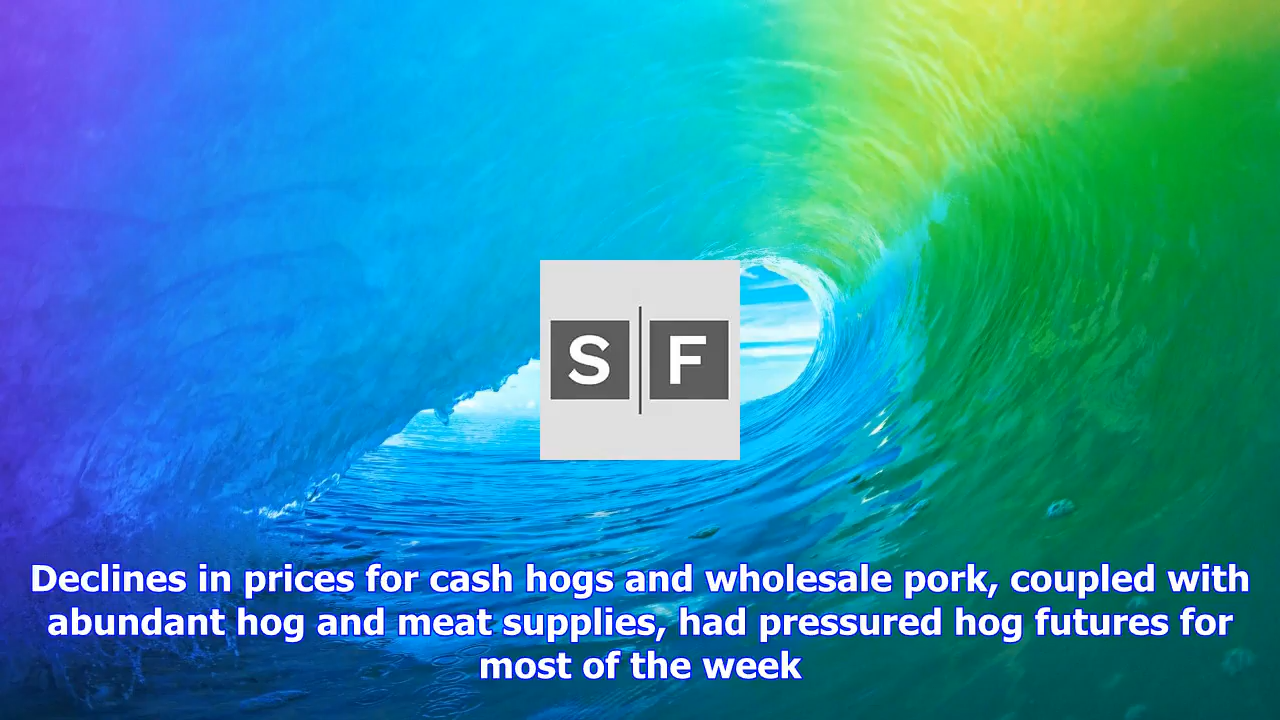 S F
Declines in prices for cash hogs and wholesale pork, coupled with
abundant hog and meat supplies, had pressured hog futures for
most of the week